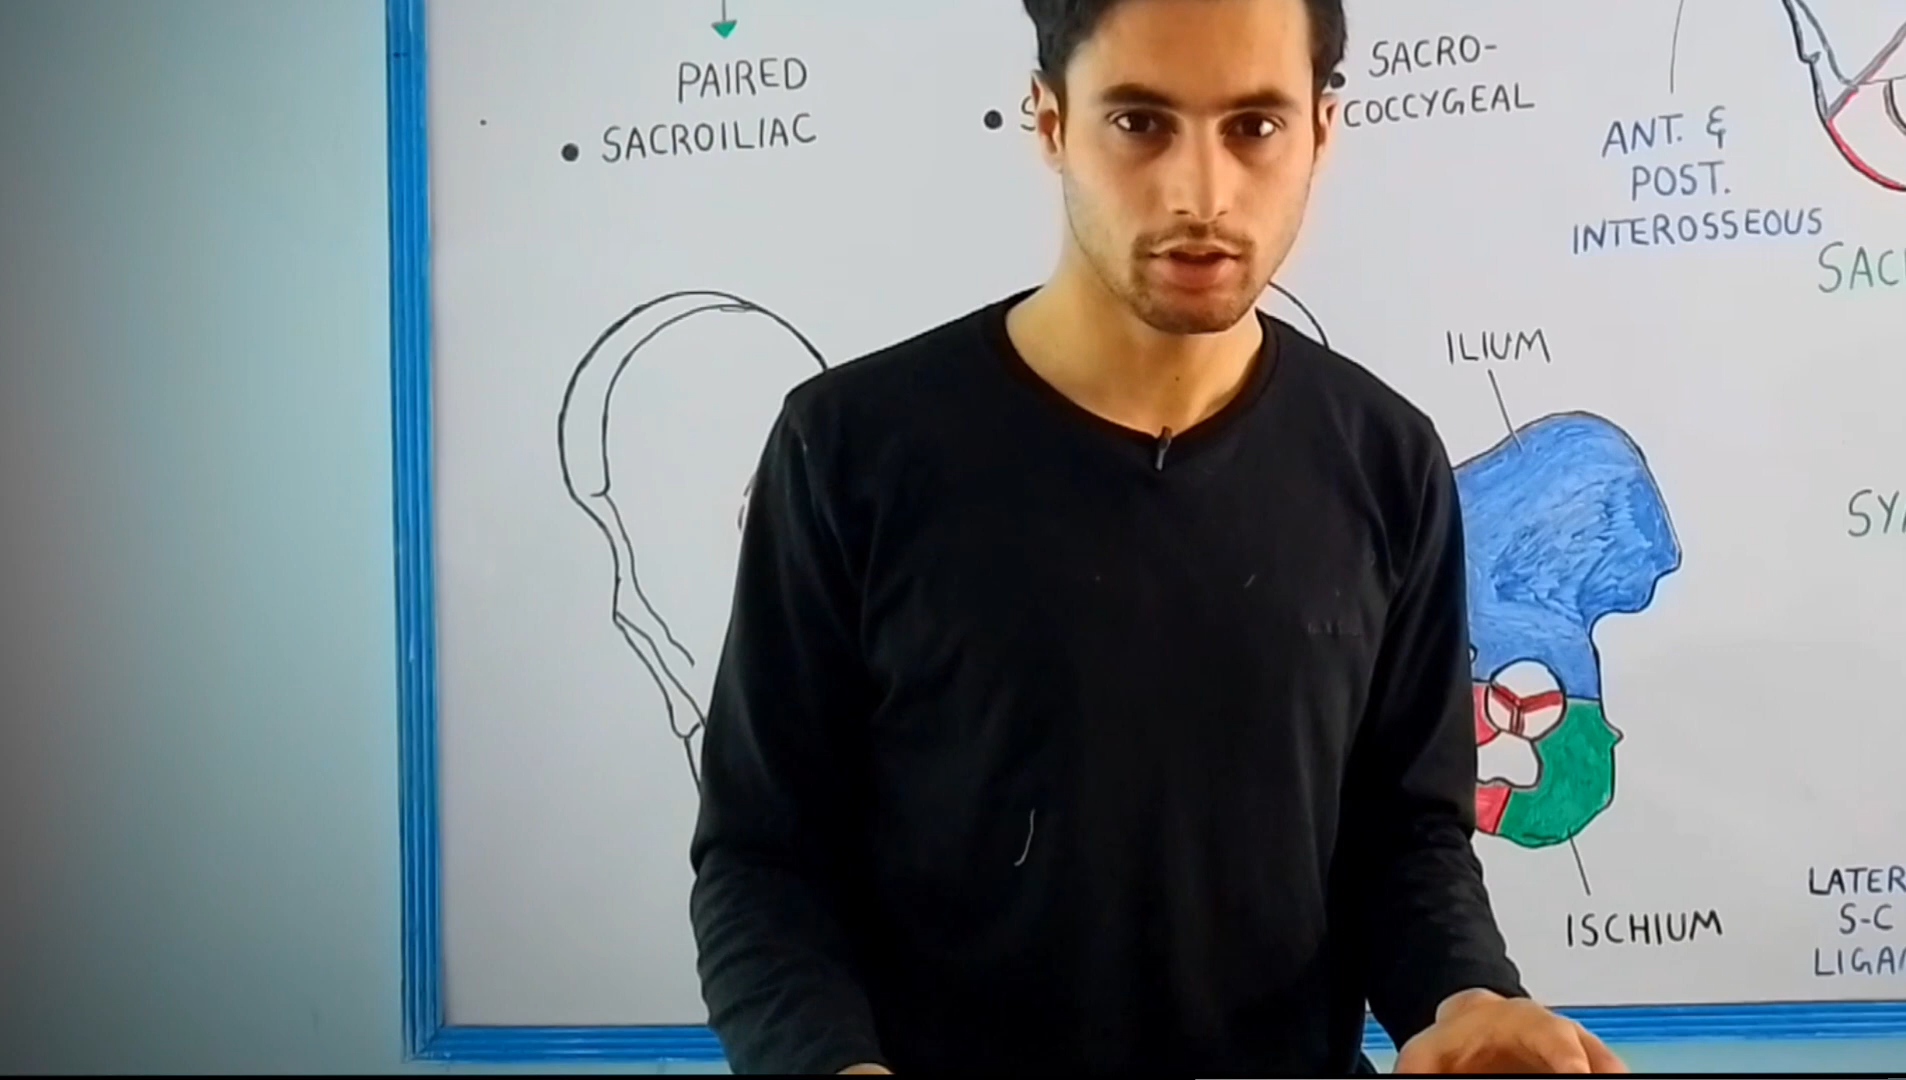 PAIRED
• SACROILIAC
• SACRO-
COCCYGEAL
ANT. &
POST.
INTEROSSEOUS
ILIUM
ISCHIUM
S-C